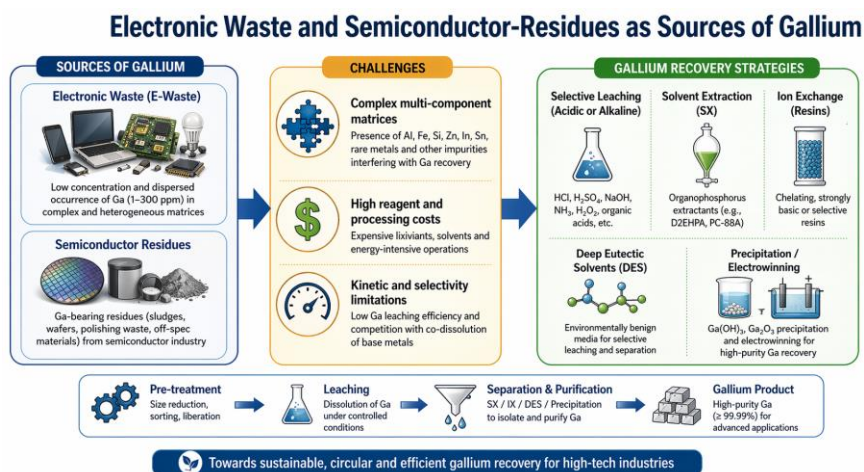 Electronic Waste and Semiconductor-Residues as Sources of Gallium
SOURCES OF GALLIUM
Electronic Waste (E-Waste)
Low concentration and dispersed
occurrence of Ga (1–300 ppm) in
complex and heterogeneous matrices
Semiconductor Residues
Ga-bearing residues (sludges,
wafers, polishing waste, off-spec
materials) from semiconductor
industry
CHALLENGES
Complex multi-component
matrices
Presence of Al, Fe, Si, Zn, In, Sn,
rare metals and other impurities
interfering with Ga recovery
$
High reagent and
processing costs
Expensive lixiviants, solvents and
energy-intensive operations
Kinetic and selectivity
limitations
Low Ga leaching efficiency and
competition with co-dissolution
of base metals
GALLIUM RECOVERY STRATEGIES
Selective Leaching
(Acidic or Alkaline)
HCl, H₂SO₄, NaOH,
NH₃, H₂O₂, organic
acids, etc.
Solvent Extraction
(SX)
Organophosphorus
extractants (e.g.,
D2EHPA, PC-88A)
Ion Exchange
(Resins)
Chelating, strongly
basic or selective
resins
Deep Eutectic
Solvents (DES)
Environmentally benign
media for selective
leaching and separation
Precipitation /
Electrowinning
Ga(OH)₃, Ga₂O₃ precipitation
and electrowinning for
high-purity Ga recovery
Pre-treatment
Size reduction,
sorting, liberation
Leaching
Dissolution of Ga
under controlled
conditions
Separation & Purification
SX / IX / DES / Precipitation
to isolate and purify Ga
Gallium Product
High-purity Ga
(≥ 99.99%) for
advanced applications
Towards sustainable, circular and efficient gallium recovery for high-tech industries